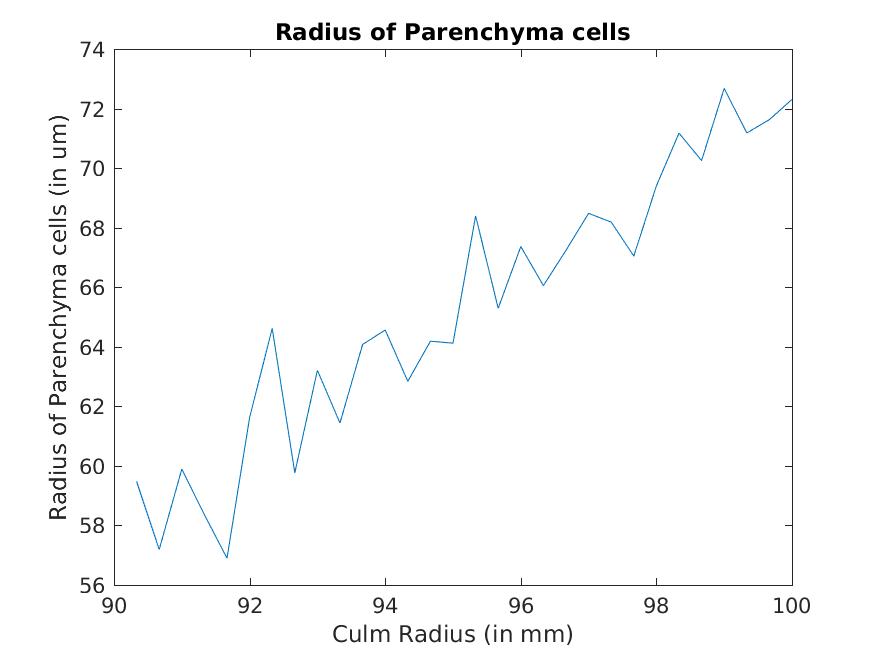 Radius of Parenchyma cells
74
72
70
68
66
64
62
60
58
56
Radius of Parenchyma cells (in um)
90 92 94 96 98 100
Culm Radius (in mm)